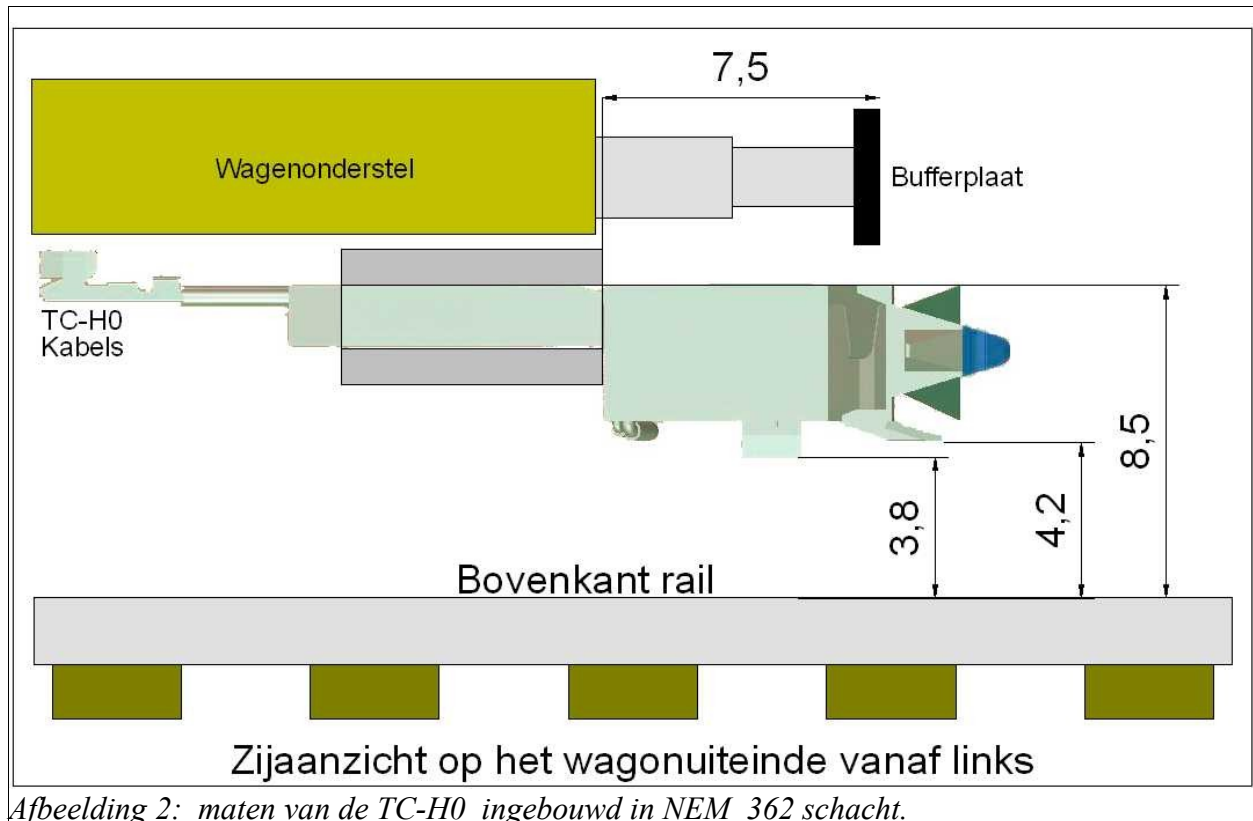 7,5
Wagenonderstel
Bufferplaat
TC-H0
Kabels
8,5
4,2
3,8
Bovenkant rail
Zijaanzicht op het wagonuiteinde vanaf links
Afbeelding 2:  maten van de TC-H0  ingebouwd in NEM  362 schacht.